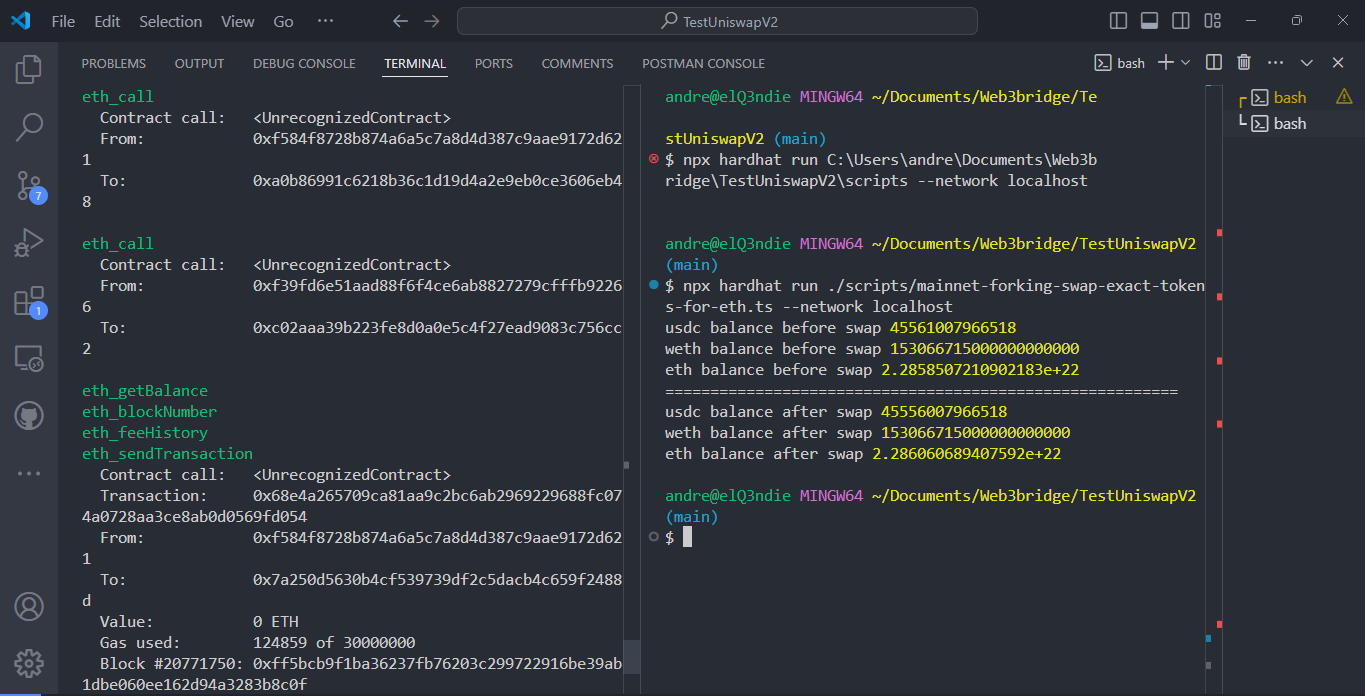 File Edit Selection View Go ···
TestUniswapV2
PROBLEMS OUTPUT DEBUG CONSOLE TERMINAL PORTS COMMENTS POSTMAN CONSOLE
bash
eth_call
Contract call: <UnrecognizedContract>
From: 0xf584f8728b874a6a5c7a8d4d387c9aae9172d62
1
To: 0xa0b86991c6218b36c1d19d4a2e9eb0ce3606eb4
8
eth_call
Contract call: <UnrecognizedContract>
From: 0xf39fd6e51aad88f6f4ce6ab8827279cfffb9226
6
To: 0xc02aaa39b223fe8d0a0e5c4f27ead9083c756cc
2
eth_getBalance
eth_blockNumber
eth_feeHistory
eth_sendTransaction
Contract call: <UnrecognizedContract>
Transaction: 0x68e4a265709ca81aa9c2bc6ab2969229688fc07
4a0728aa3ce8ab0d0569fd054
From: 0xf584f8728b874a6a5c7a8d4d387c9aae9172d62
1
To: 0x7a250d5630b4cf539739df2c5dacb4c659f2488
d
Value: 0 ETH
Gas used: 124859 of 30000000
Block #20771750: 0xff5bcb9f1ba36237fb76203c299722916be39ab
1dbe060ee162d94a3283b8c0f
andre@elQ3ndie MINGW64 ~/Documents/Web3bridge/Te
stUniswapV2 (main)
$ npx hardhat run C:\Users\andre\Documents\Web3b
ridge\TestUniswapV2\scripts --network localhost
andre@elQ3ndie MINGW64 ~/Documents/Web3bridge/TestUniswapV2
(main)
$ npx hardhat run ./scripts/mainnet-forking-swap-exact-token
s-for-eth.ts --network localhost
usdc balance before swap 45561007966518
weth balance before swap 153066715000000000000
eth balance before swap 2.2858507210902183e+22
=========================================================
usdc balance after swap 45556007966518
weth balance after swap 153066715000000000000
eth balance after swap 2.286060689407592e+22
andre@elQ3ndie MINGW64 ~/Documents/Web3bridge/TestUniswapV2
(main)
$
bash
bash
7
1